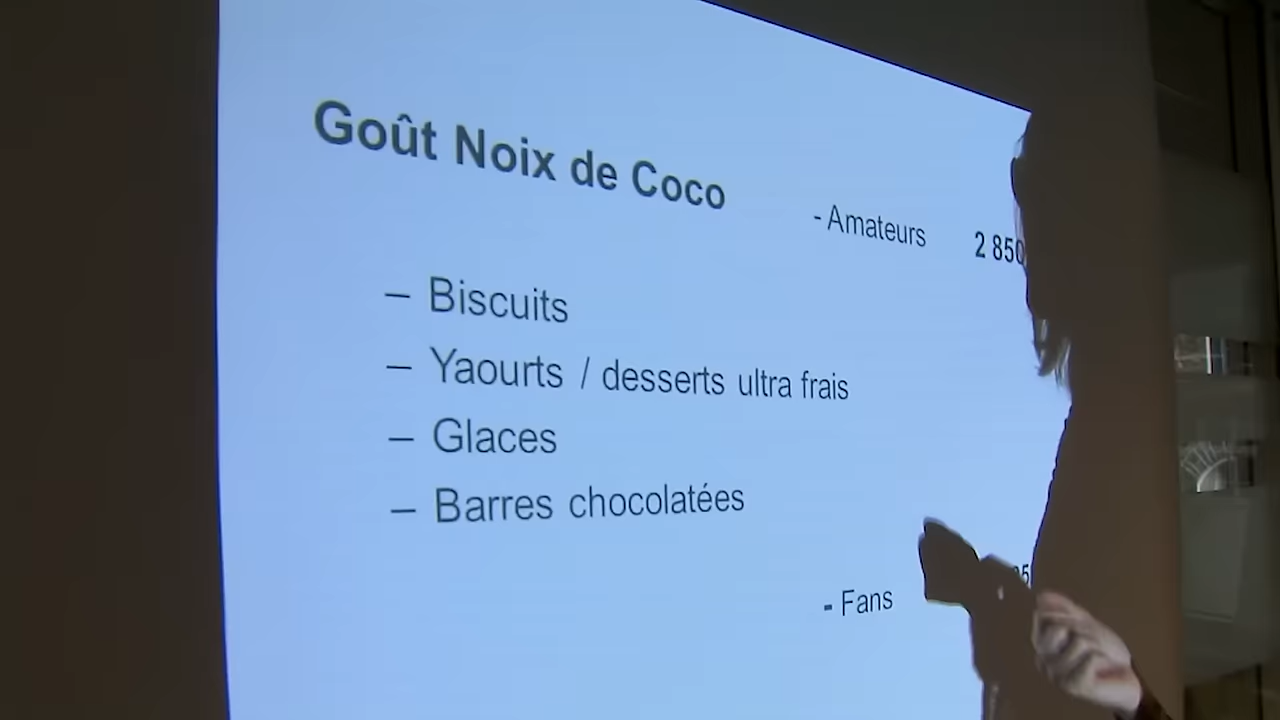 Goût Noix de Coco
- Amateurs 2 850
– Biscuits
– Yaourts / desserts ultra frais
– Glaces
– Barres chocolatées
- Fans